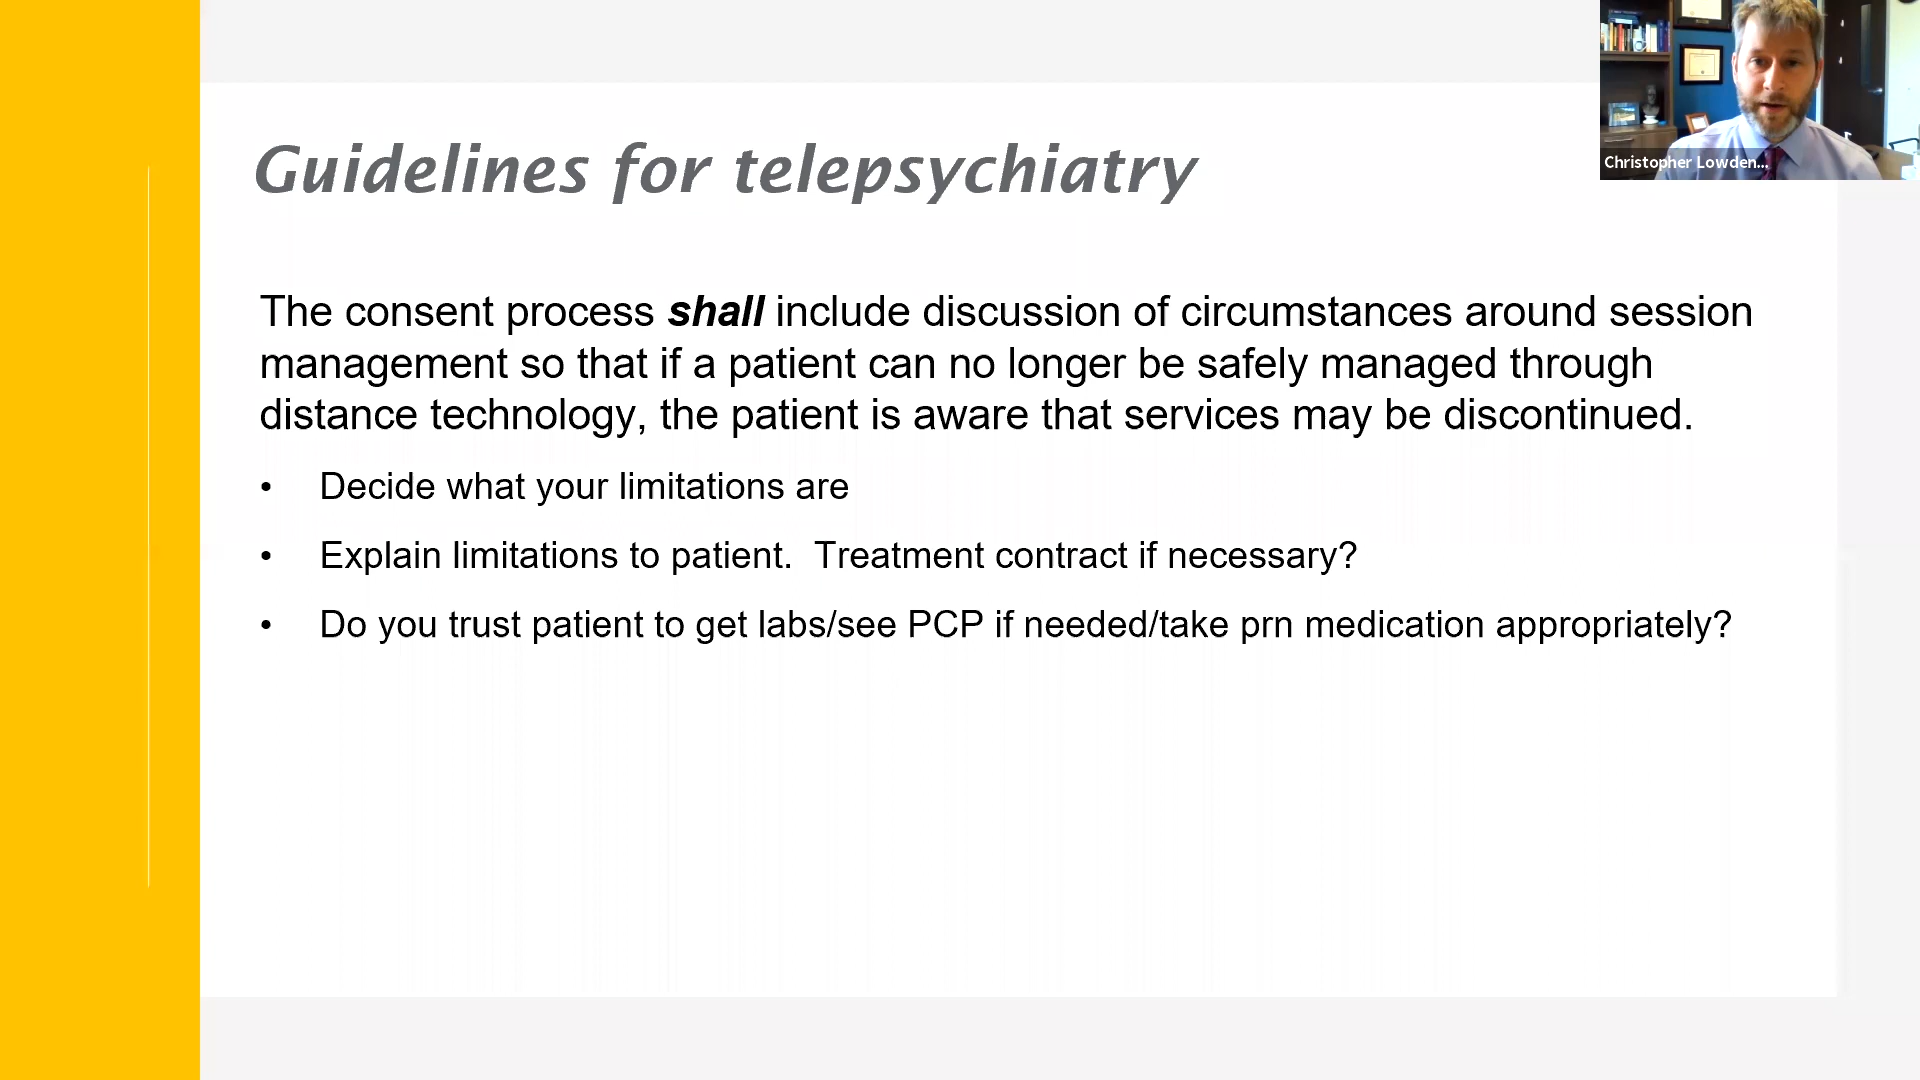 Guidelines for telepsychiatry
Christopher Lowden...
The consent process shall include discussion of circumstances around session
management so that if a patient can no longer be safely managed through
distance technology, the patient is aware that services may be discontinued.
• Decide what your limitations are
• Explain limitations to patient.  Treatment contract if necessary?
• Do you trust patient to get labs/see PCP if needed/take prn medication appropriately?